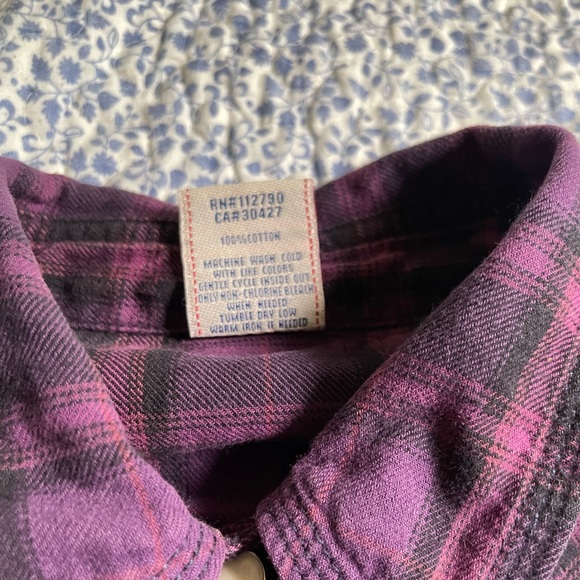 RN#112790
CA#30427
100%COTTON
MACHINE WASH COLD
WITH LIKE COLORS
GENTLE CYCLE INSIDE OUT
ONLY NON-CHLORINE BLEACH
WHEN NEEDED
TUMBLE DRY LOW
WARM IRON IF NEEDED